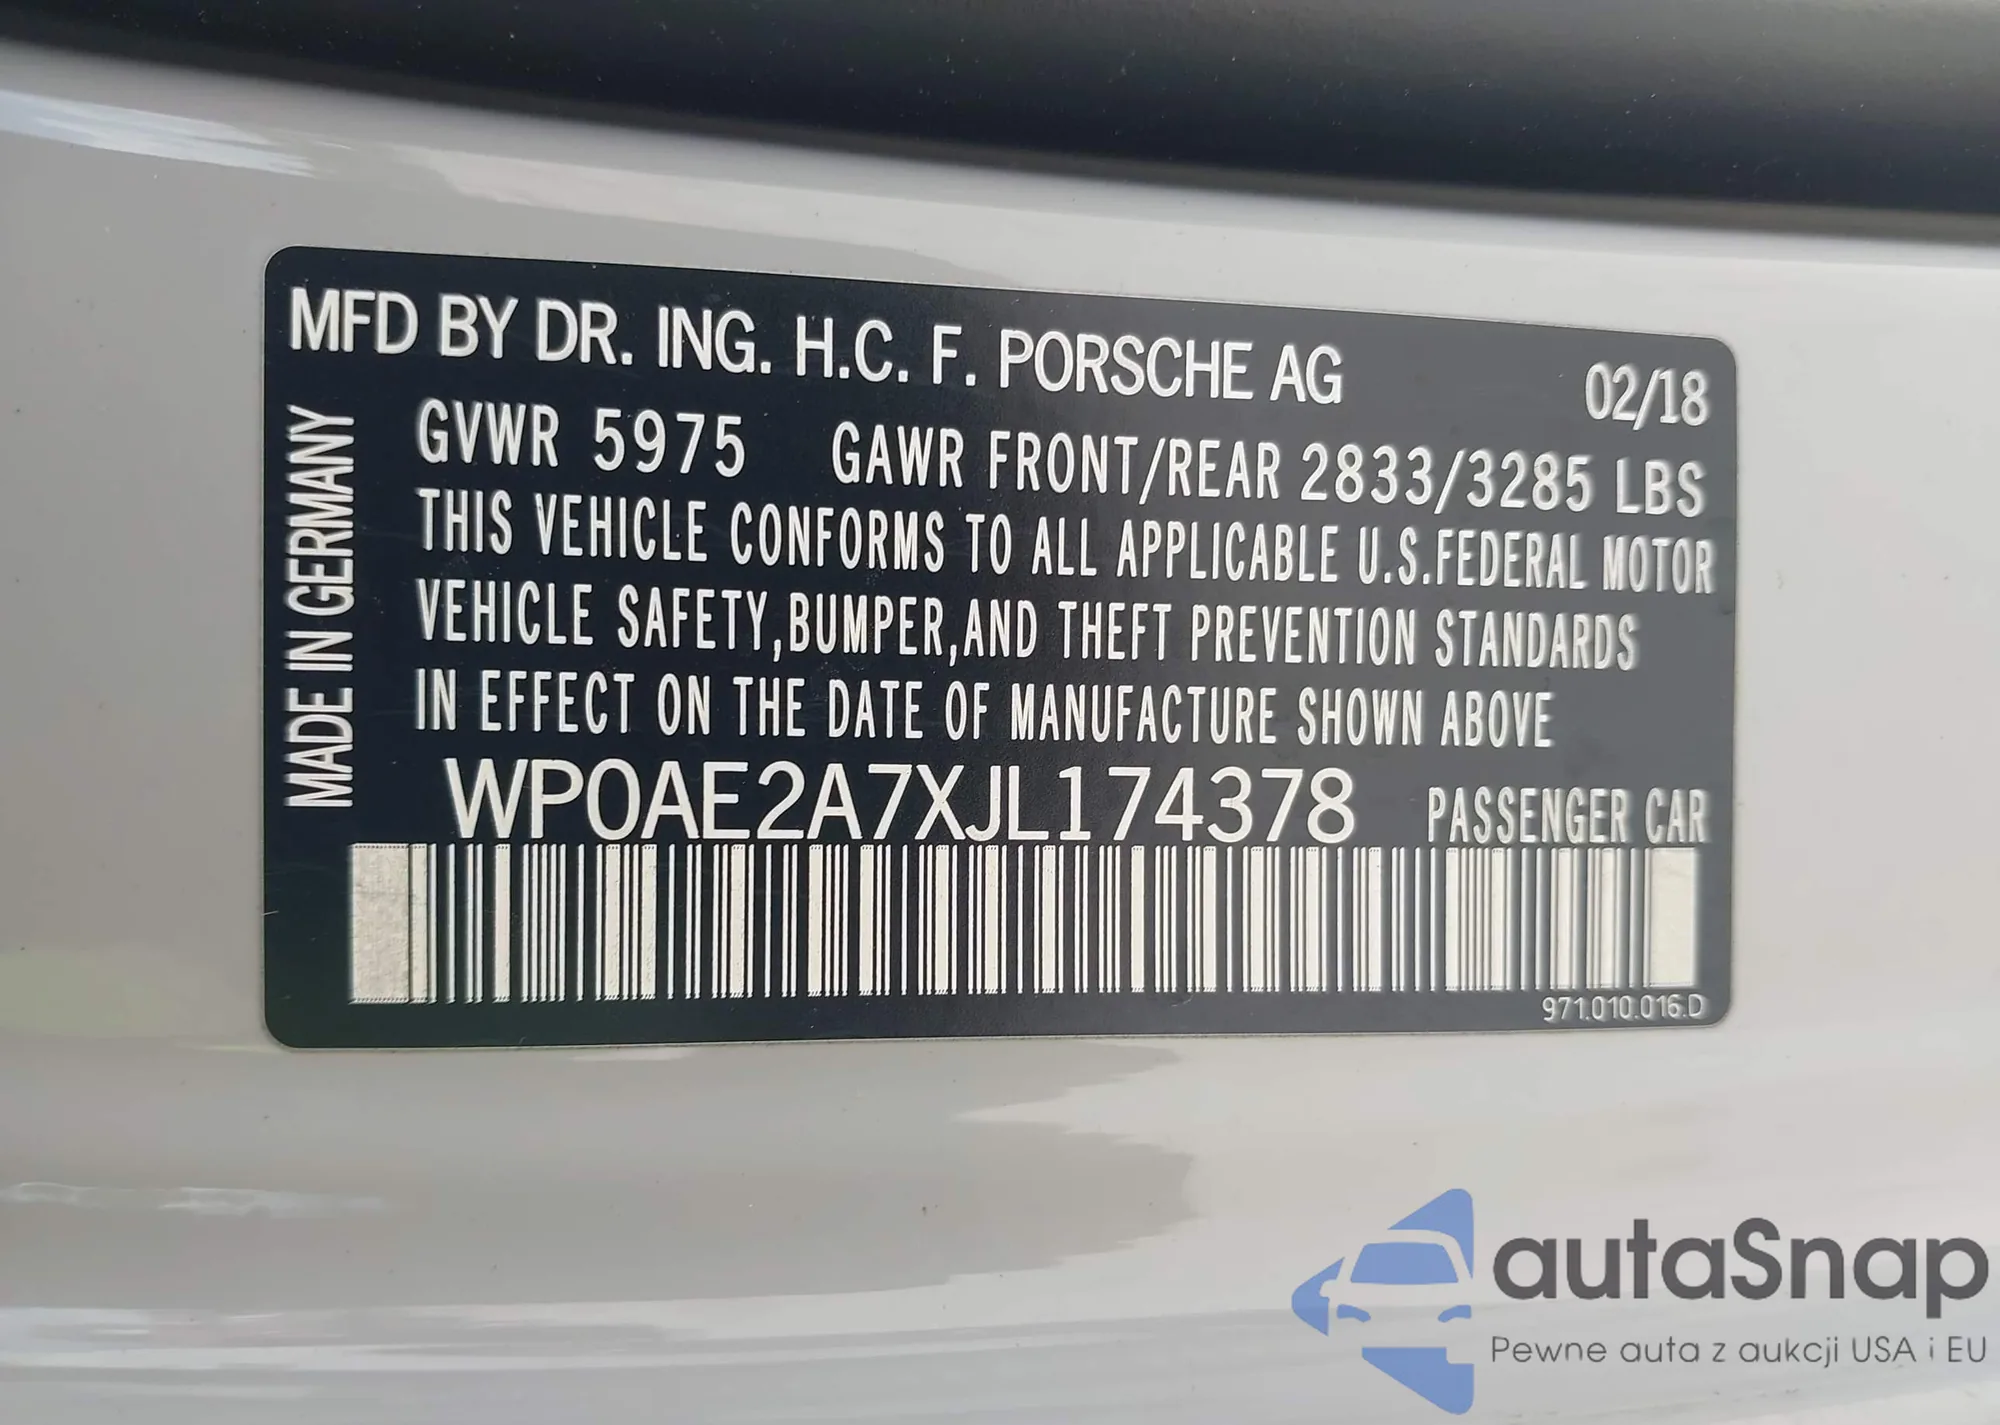 MFD BY DR. ING. H.C. F. PORSCHE AG 02/18
GVWR 5975 GAWR FRONT/REAR 2833/3285 LBS
THIS VEHICLE CONFORMS TO ALL APPLICABLE U.S.FEDERAL MOTOR
VEHICLE SAFETY,BUMPER,AND THEFT PREVENTION STANDARDS
IN EFFECT ON THE DATE OF MANUFACTURE SHOWN ABOVE
WP0AE2A7XJL174378 PASSENGER CAR
971.010.016.D
MADE IN GERMANY
autaSnap
Pewne auta z aukcji USA i EU